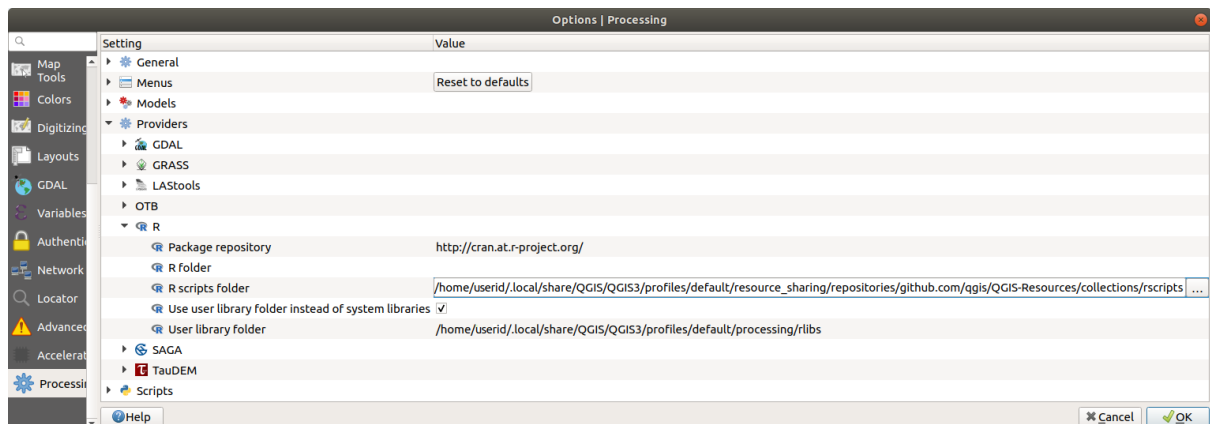 Options | Processing
Setting Value
Map Tools
Colors
Digitizing
Layouts
GDAL
Variables
Authenti
Network
Locator
Advanced
Accelerat
Processi
General
Menus Reset to defaults
Models
Providers
GDAL
GRASS
LAStools
OTB
R
Package repository http://cran.at.r-project.org/
R folder
R scripts folder /home/userid/.local/share/QGIS/QGIS3/profiles/default/resource_sharing/repositories/github.com/qgis/QGIS-Resources/collections/rscripts ...
Use user library folder instead of system libraries
User library folder /home/userid/.local/share/QGIS/QGIS3/profiles/default/processing/rlibs
SAGA
TauDEM
Scripts
Help Cancel OK